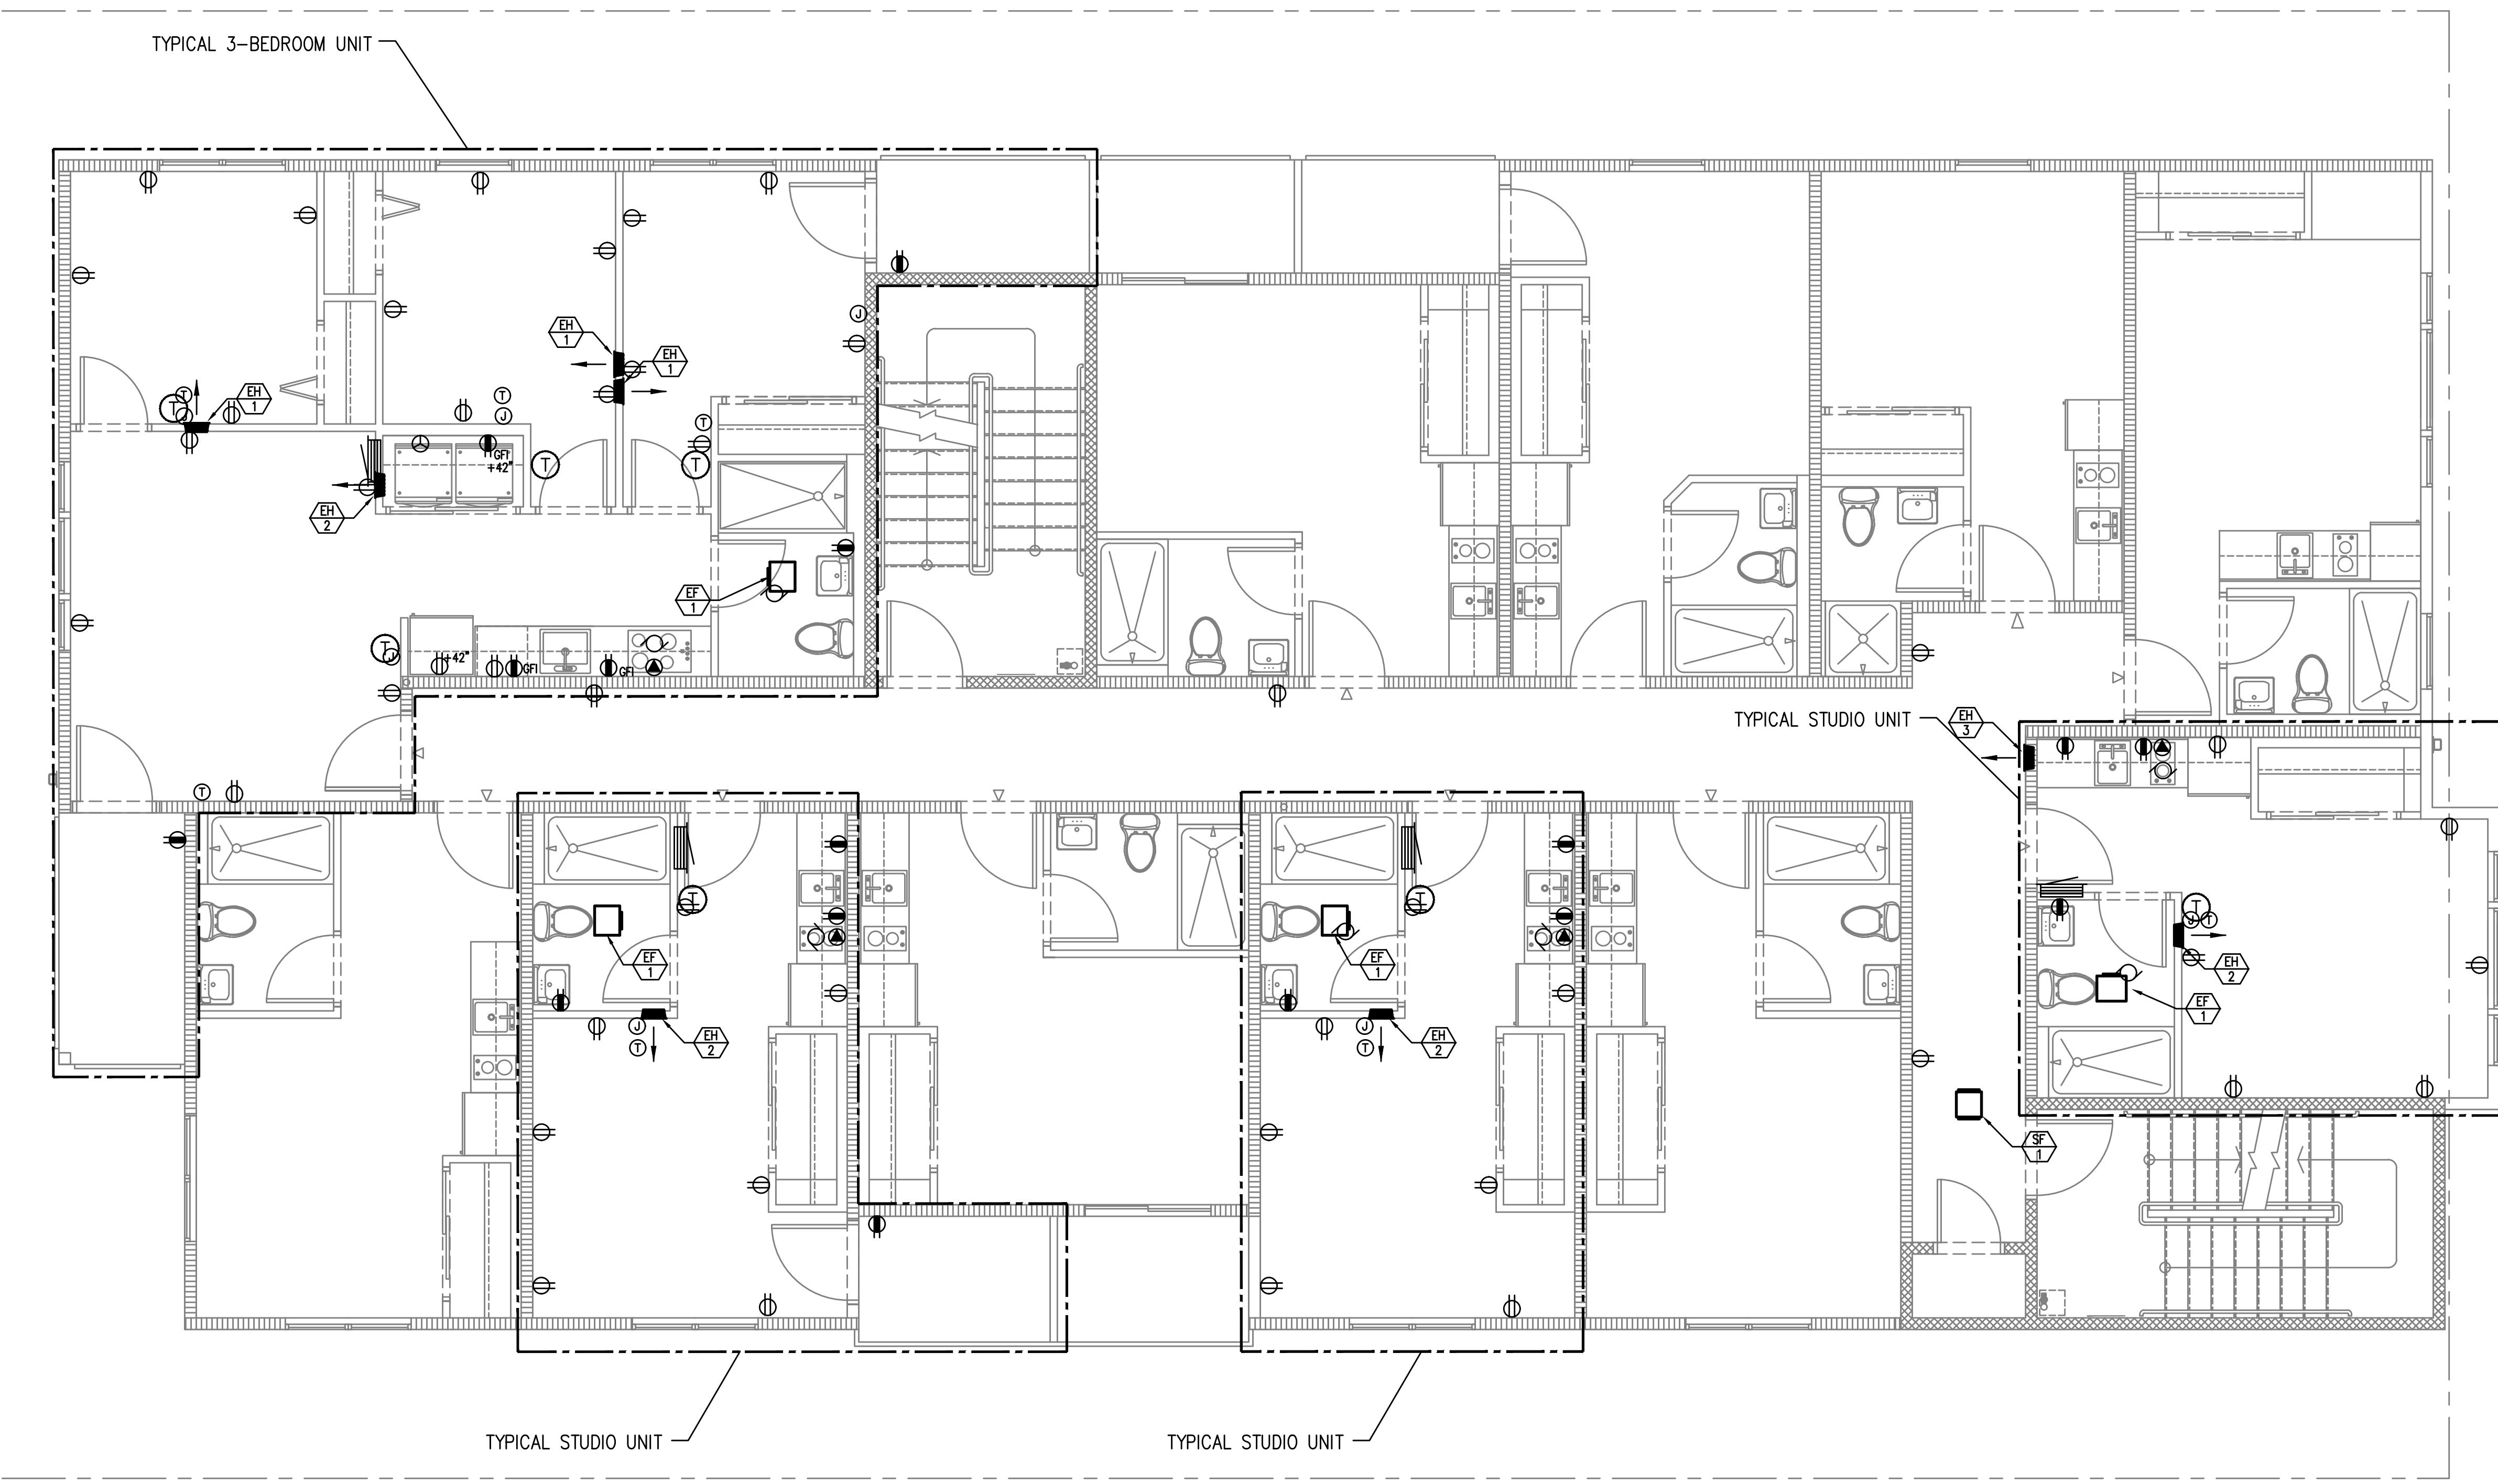 TYPICAL 3-BEDROOM UNIT
EH
1
EH
1
T
T
J
EH
1
T
J
T
GFI
+42"
T
T
EH
2
EF
1
J
T
J
+42"
GFI
GFI
TYPICAL STUDIO UNIT
EH
3
T
T
T
T
J
T
EF
1
EF
1
EH
2
EF
1
J
EH
2
T
J
EH
2
T
SF
1
TYPICAL STUDIO UNIT
TYPICAL STUDIO UNIT